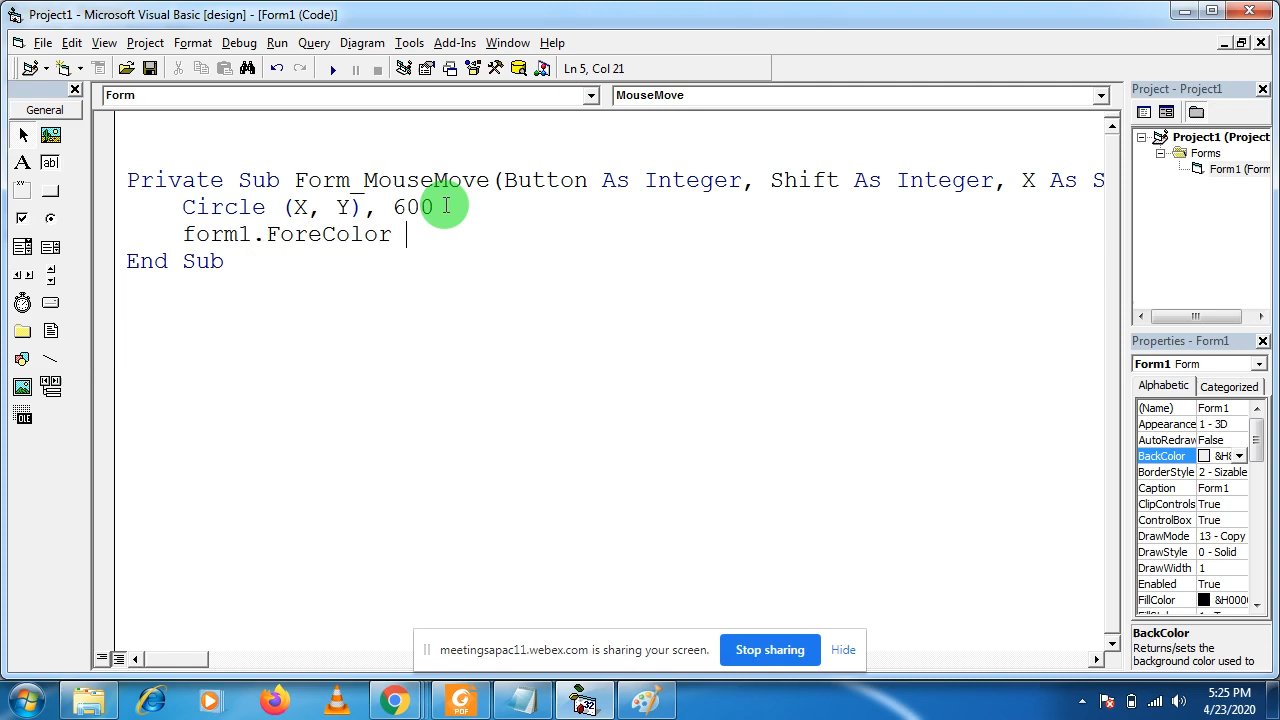 Project1 - Microsoft Visual Basic [design] - [Form1 (Code)]
File Edit View Project Format Debug Run Query Diagram Tools Add-Ins Window Help
Ln 5, Col 21
General
Form
MouseMove
Private Sub Form_MouseMove(Button As Integer, Shift As Integer, X As S
Circle (X, Y), 600
form1.ForeColor
End Sub
Project - Project1
Project1 (Project
Forms
Form1 (Form
Properties - Form1
Form1 Form
Alphabetic Categorized
(Name) Form1
Appearance 1 - 3D
AutoRedraw False
BackColor &H8
BorderStyle 2 - Sizable
Caption Form1
ClipControls True
ControlBox True
DrawMode 13 - Copy
DrawStyle 0 - Solid
DrawWidth 1
Enabled True
FillColor &H000
BackColor
Returns/sets the
background color used to
meetingsapac11.webex.com is sharing your screen. Stop sharing Hide
PDF
5:25 PM
4/23/2020